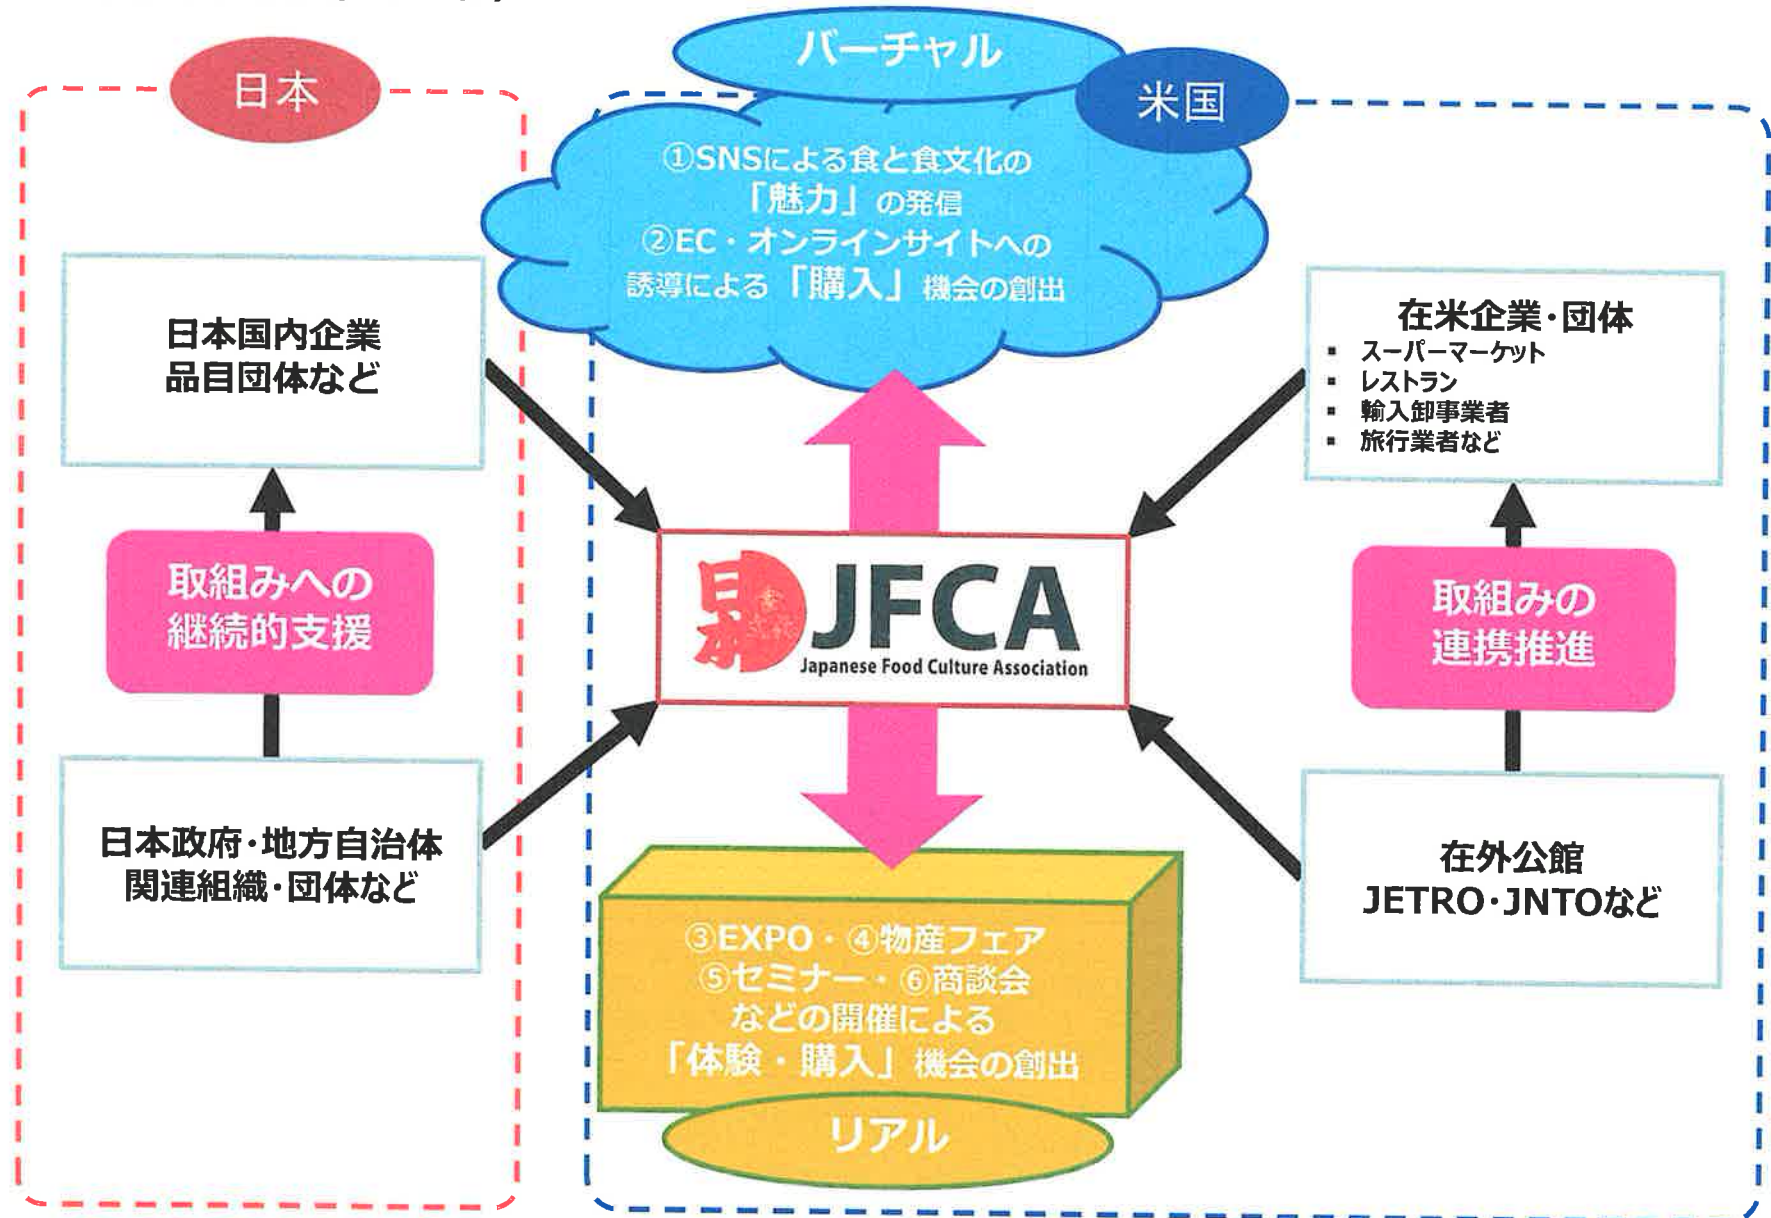 バーチャル
日本
米国
①SNSによる食と食文化の
「魅力」の発信
②EC・オンラインサイトへの
誘導による「購入」機会の創出
日本国内企業
品目団体など
在米企業・団体
▪ スーパーマーケット
▪ レストラン
▪ 輸入卸事業者
▪ 旅行業者など
取組みへの
継続的支援
日本
JFCA
Japanese Food Culture Association
取組みの
連携推進
日本政府・地方自治体
関連組織・団体など
在外公館
JETRO・JNTOなど
③EXPO・④物産フェア
⑤セミナー・⑥商談会
などの開催による
「体験・購入」機会の創出
リアル